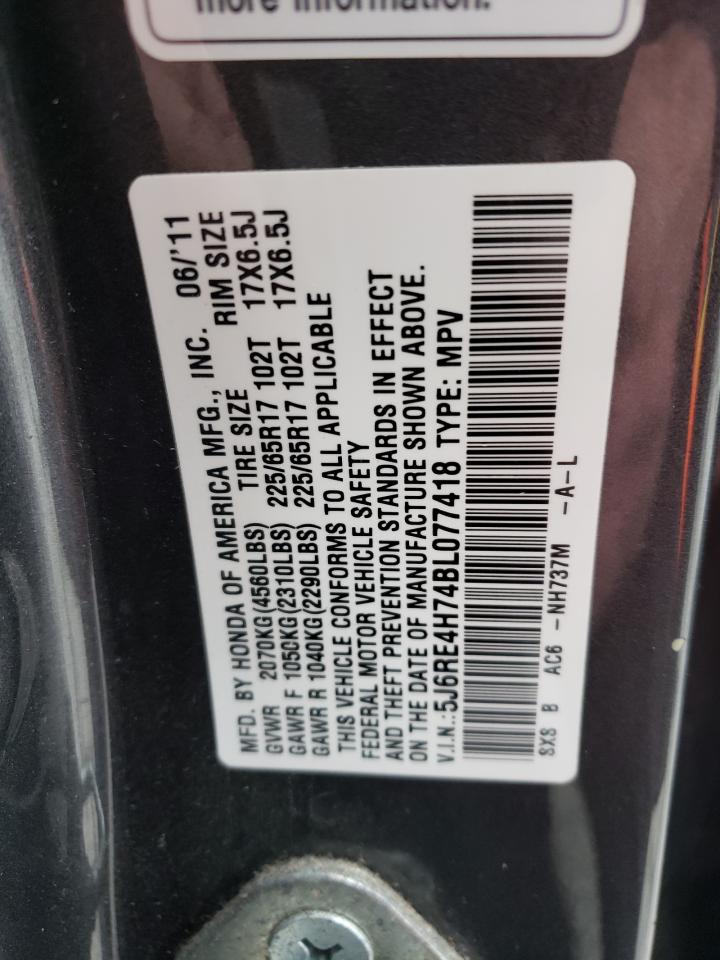 more information.
MFD. BY HONDA OF AMERICA MFG., INC. 06/'11
GVWR 2070KG(4560LBS) TIRE SIZE RIM SIZE
GAWR F 1050KG(2310LBS) 225/65R17 102T 17X6.5J
GAWR R 1040KG(2290LBS) 225/65R17 102T 17X6.5J
THIS VEHICLE CONFORMS TO ALL APPLICABLE
FEDERAL MOTOR VEHICLE SAFETY
AND THEFT PREVENTION STANDARDS IN EFFECT
ON THE DATE OF MANUFACTURE SHOWN ABOVE.
V.I.N.:5J6RE4H74BL077418 TYPE: MPV
SXS B AC6 -NH737M -A-L